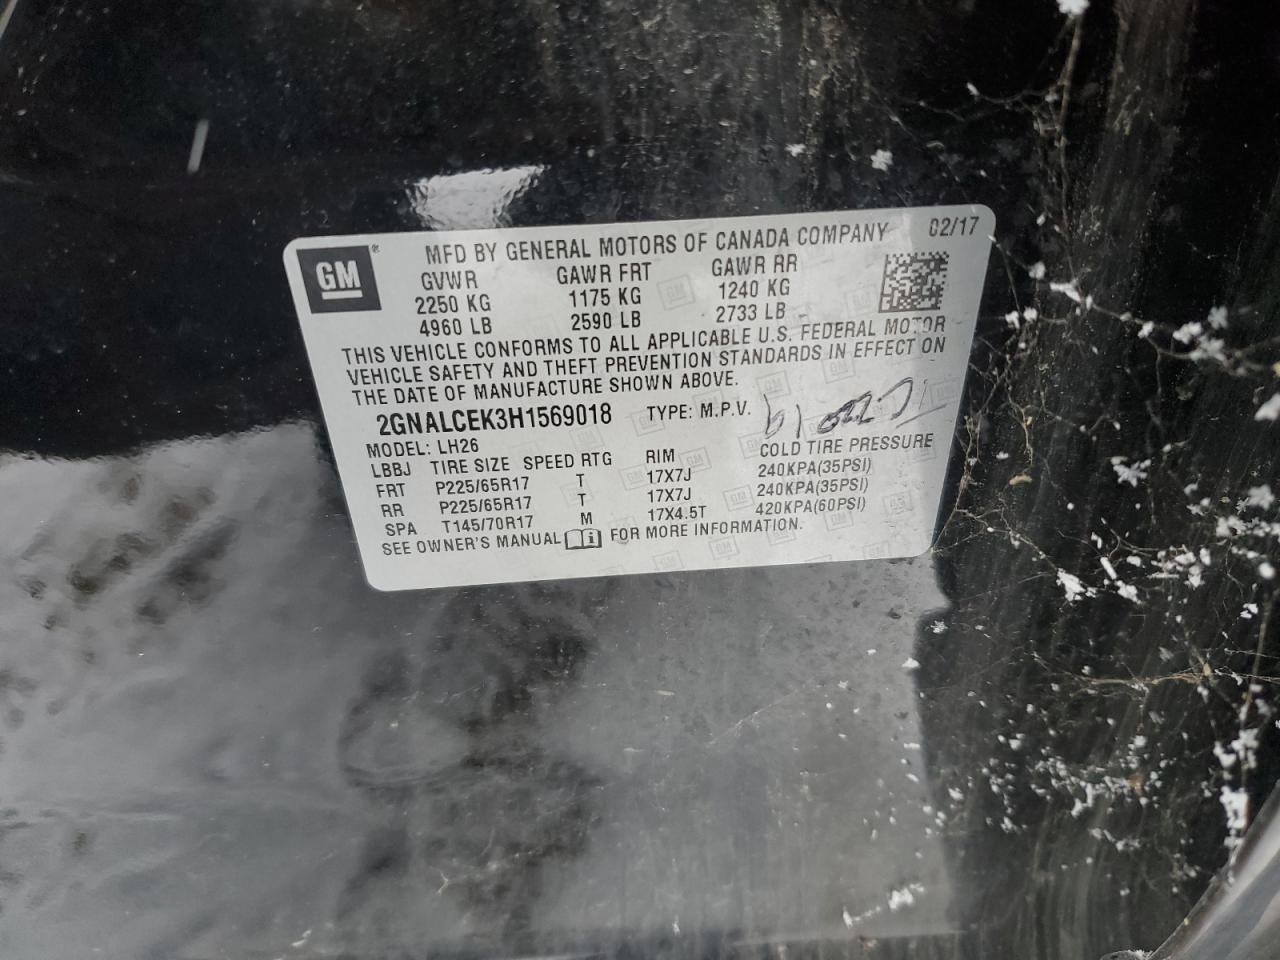 GM
MFD BY GENERAL MOTORS OF CANADA COMPANY 02/17
GVWR GAWR FRT GAWR RR
2250 KG 1175 KG 1240 KG
4960 LB 2590 LB 2733 LB
THIS VEHICLE CONFORMS TO ALL APPLICABLE U.S. FEDERAL MOTOR
VEHICLE SAFETY AND THEFT PREVENTION STANDARDS IN EFFECT ON
THE DATE OF MANUFACTURE SHOWN ABOVE.
2GNALCEK3H1569018 TYPE: M.P.V.
MODEL: LH26
LBBJ TIRE SIZE SPEED RTG RIM COLD TIRE PRESSURE
FRT P225/65R17 T 17X7J 240KPA(35PSI)
RR P225/65R17 T 17X7J 240KPA(35PSI)
SPA T145/70R17 M 17X4.5T 420KPA(60PSI)
SEE OWNER'S MANUAL FOR MORE INFORMATION.